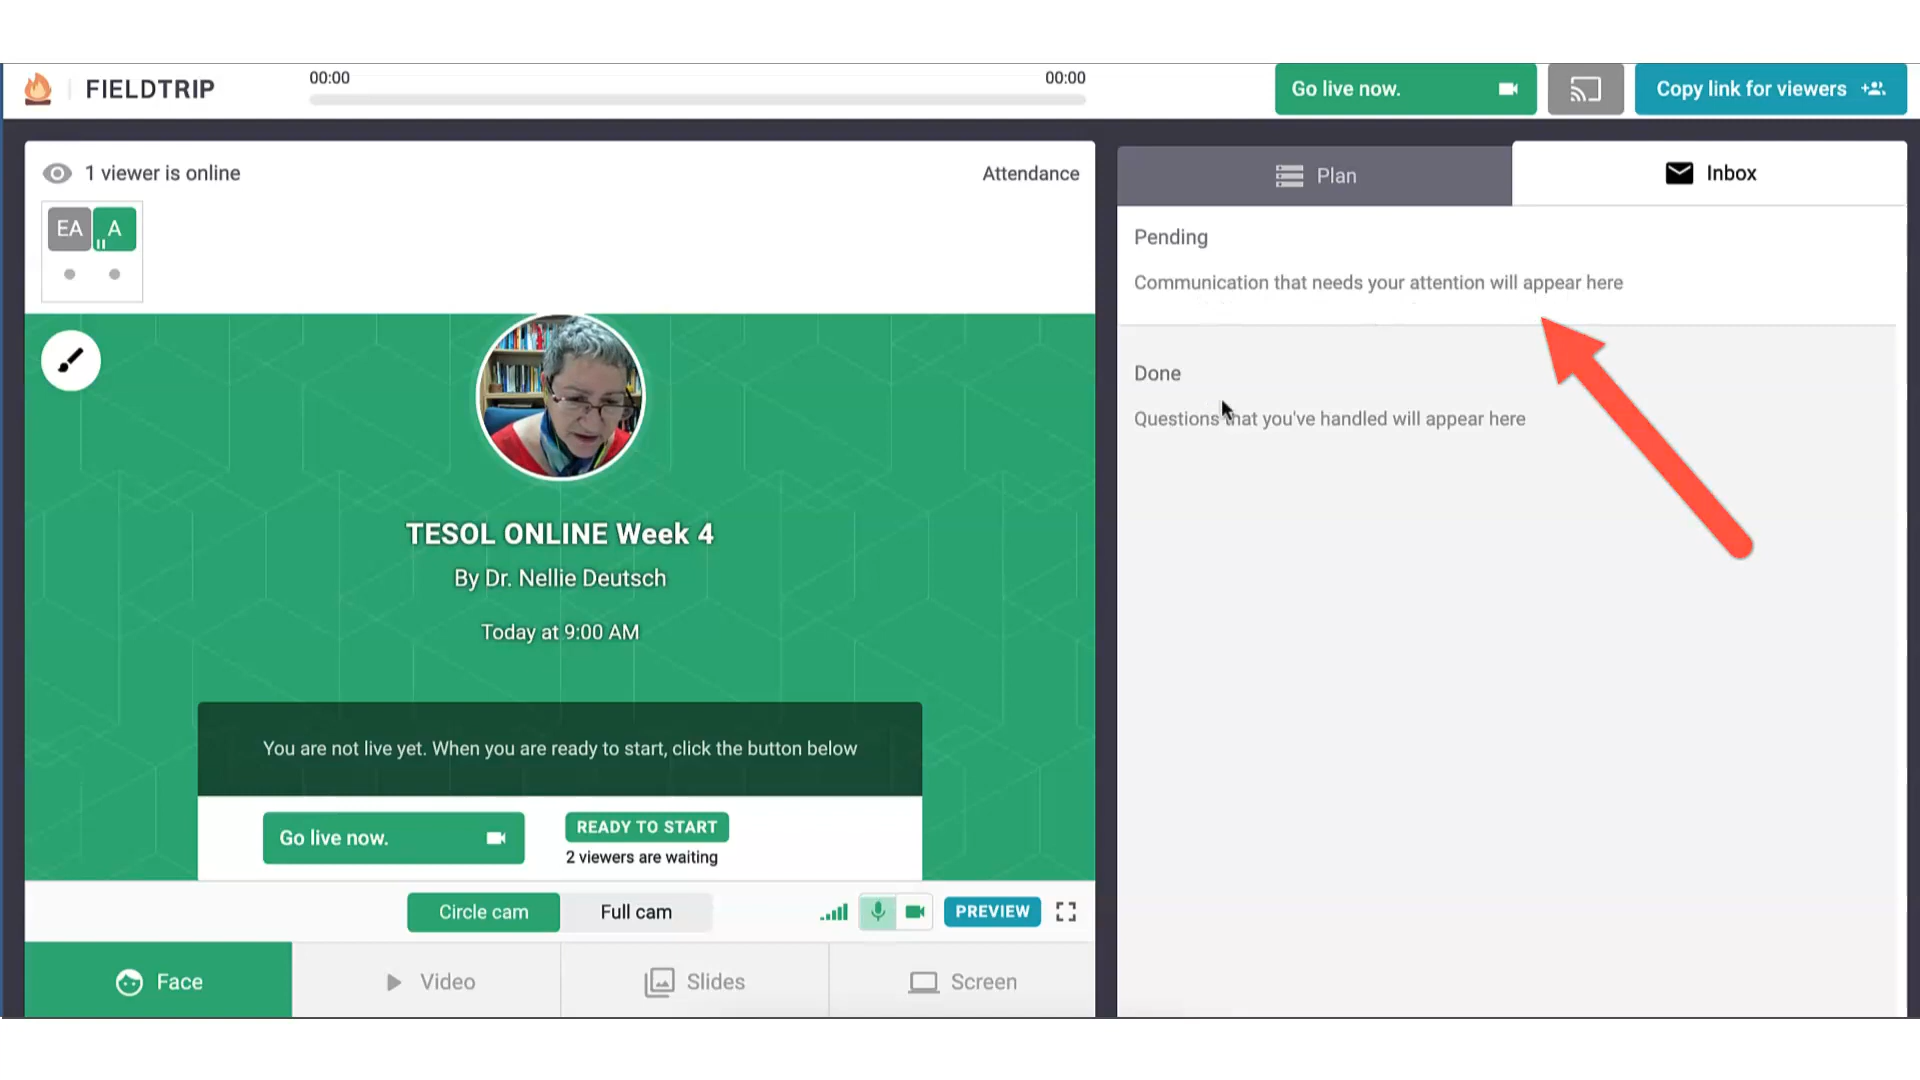 FIELDTRIP
00:00
00:00
Go live now.
Copy link for viewers
1 viewer is online
Attendance
EA
A
TESOL ONLINE Week 4
By Dr. Nellie Deutsch
Today at 9:00 AM
You are not live yet. When you are ready to start, click the button below
Go live now.
READY TO START
2 viewers are waiting
Circle cam
Full cam
PREVIEW
Face
Video
Slides
Screen
Plan
Inbox
Pending
Communication that needs your attention will appear here
Done
Questions that you've handled will appear here